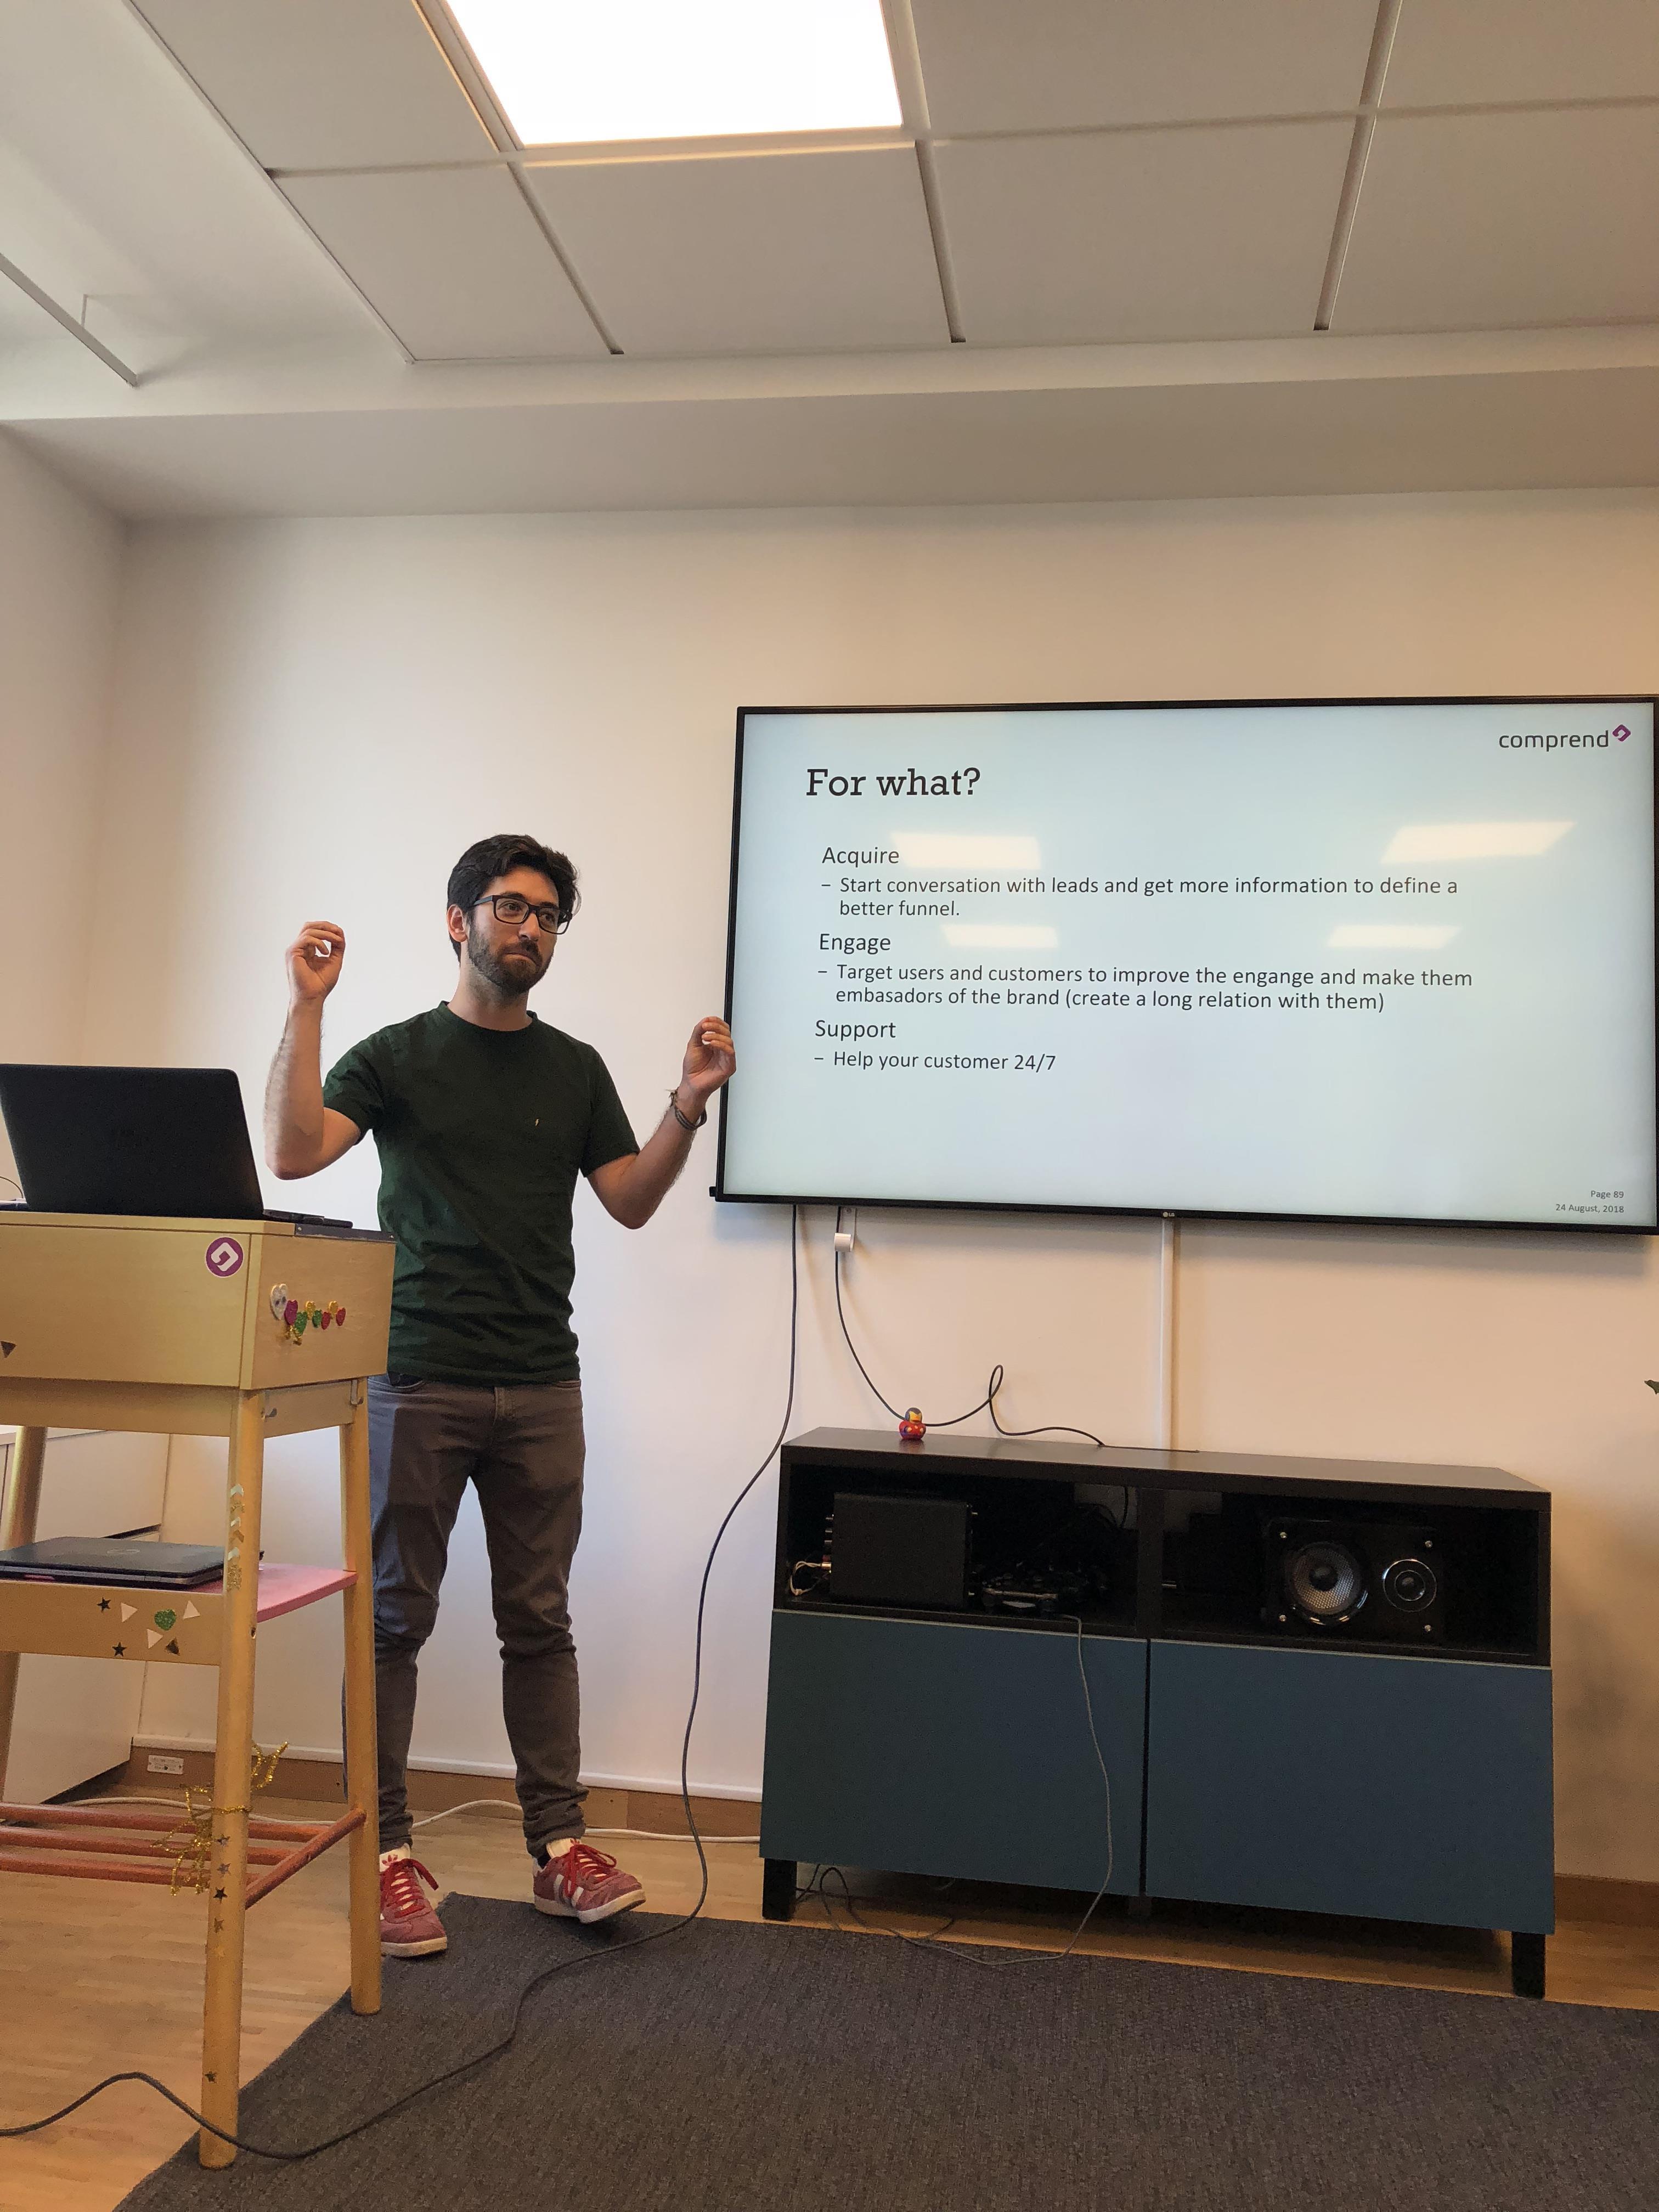 comprend
For what?
Acquire
– Start conversation with leads and get more information to define a
better funnel.
Engage
– Target users and customers to improve the engange and make them
embasadors of the brand (create a long relation with them)
Support
– Help your customer 24/7
Page 89
24 August, 2018
LG